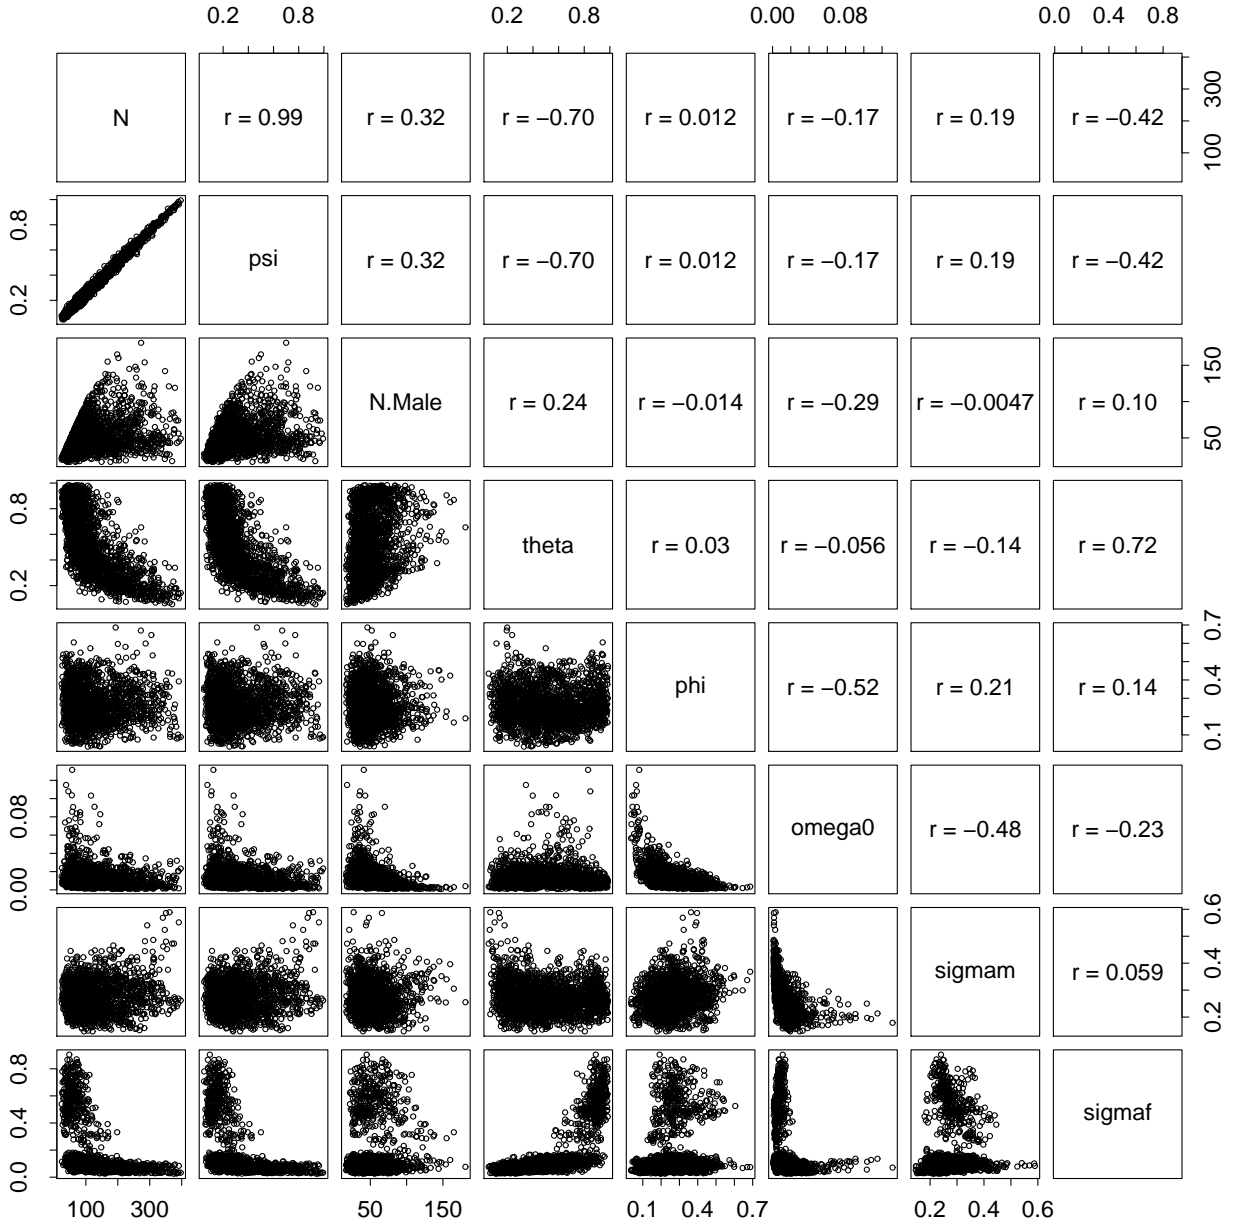 0.2 0.8 0.2 0.8 0.00 0.08 0.0 0.4 0.8
N r = 0.99 r = 0.32 r = −0.70 r = 0.012 r = −0.17 r = 0.19 r = −0.42 100 300
0.2 0.8 psi r = 0.32 r = −0.70 r = 0.012 r = −0.17 r = 0.19 r = −0.42
N.Male r = 0.24 r = −0.014 r = −0.29 r = −0.0047 r = 0.10 50 150
0.2 0.8 theta r = 0.03 r = −0.056 r = −0.14 r = 0.72
phi r = −0.52 r = 0.21 r = 0.14 0.1 0.4 0.7
0.00 0.08 omega0 r = −0.48 r = −0.23
sigmam r = 0.059 0.2 0.4 0.6
0.0 0.4 0.8 sigmaf
100 300 50 150 0.1 0.4 0.7 0.2 0.4 0.6